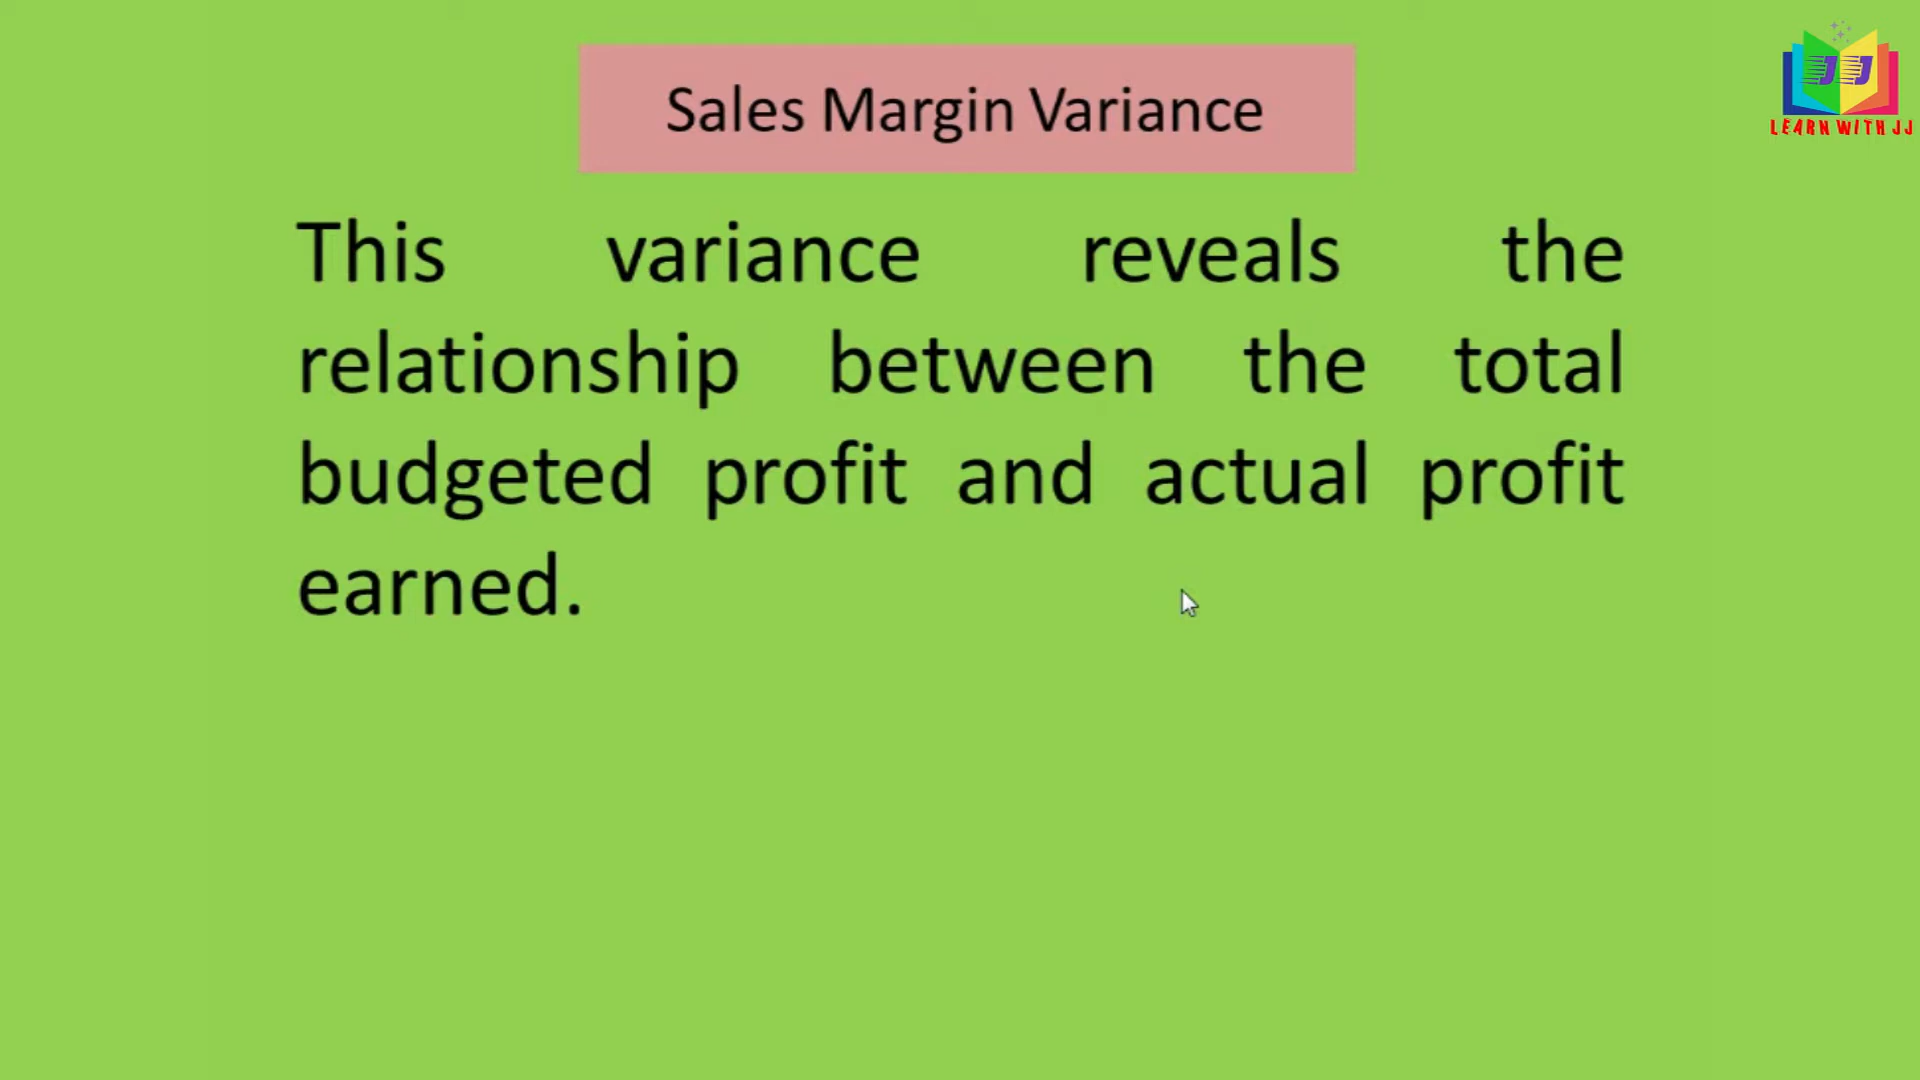 Sales Margin Variance
JJ
LEARN WITH JJ
This variance reveals the
relationship between the total
budgeted profit and actual profit
earned.